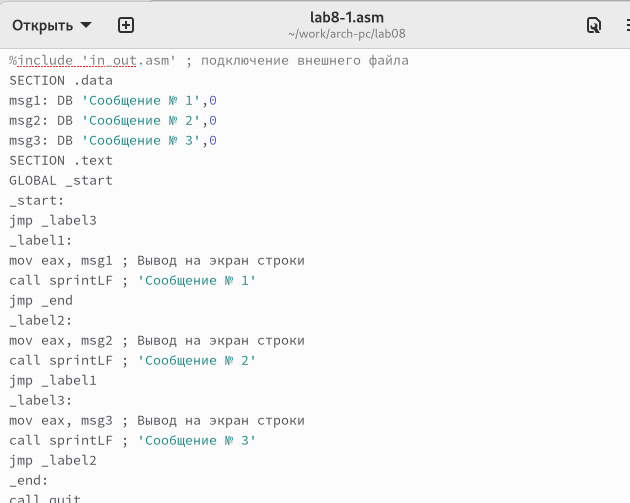 Открыть
lab8-1.asm
~/work/arch-pc/lab08
%include 'in_out.asm' ; подключение внешнего файла
SECTION .data
msg1: DB 'Сообщение № 1',0
msg2: DB 'Сообщение № 2',0
msg3: DB 'Сообщение № 3',0
SECTION .text
GLOBAL _start
_start:
jmp _label3
_label1:
mov eax, msg1 ; Вывод на экран строки
call sprintLF ; 'Сообщение № 1'
jmp _end
_label2:
mov eax, msg2 ; Вывод на экран строки
call sprintLF ; 'Сообщение № 2'
jmp _label1
_label3:
mov eax, msg3 ; Вывод на экран строки
call sprintLF ; 'Сообщение № 3'
jmp _label2
_end:
call quit